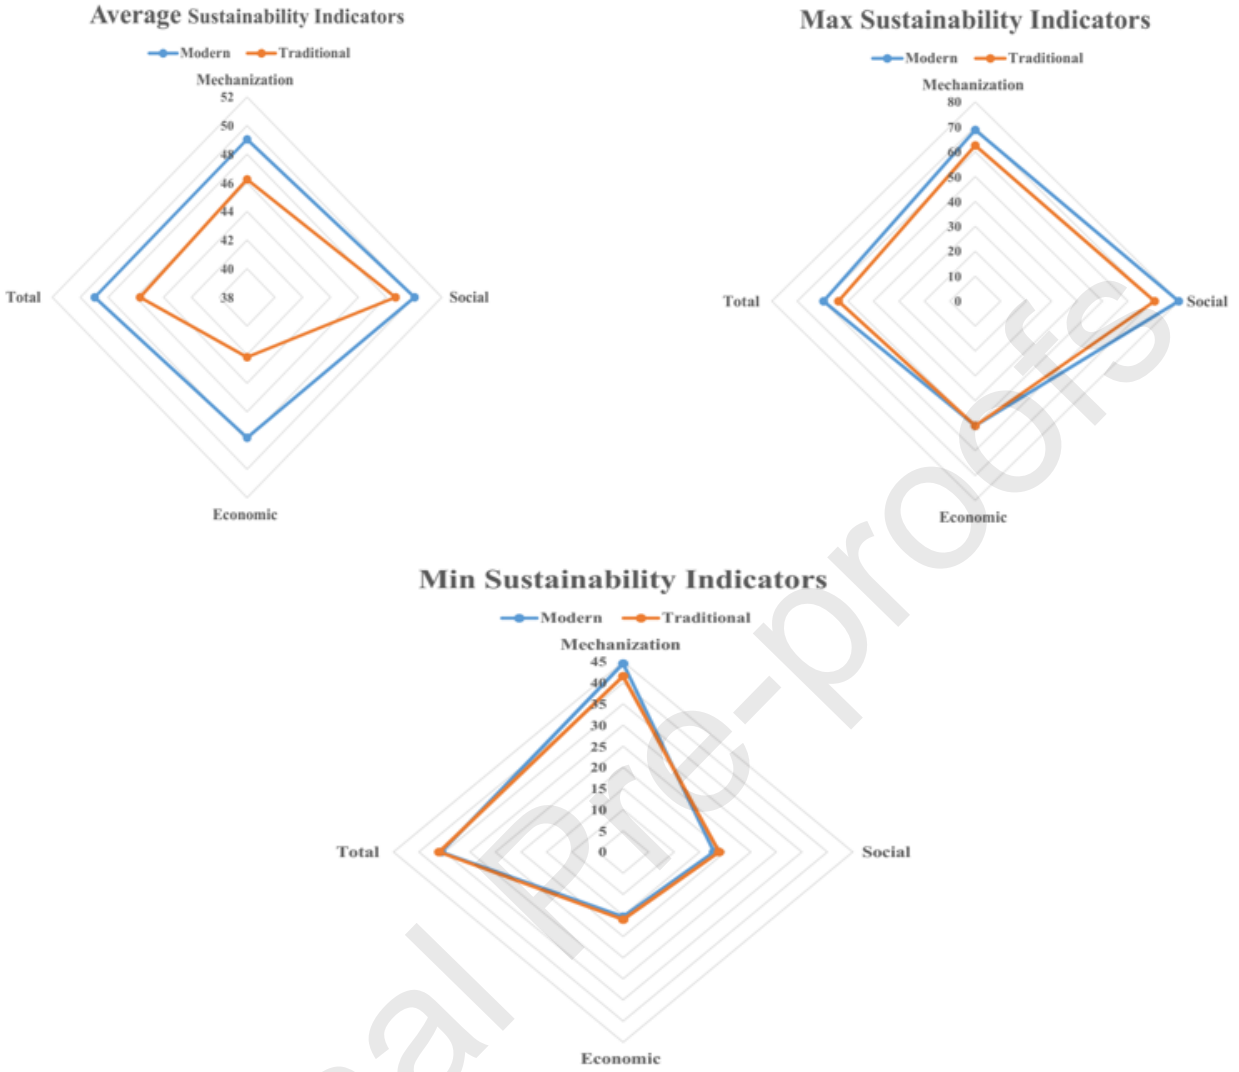 Average Sustainability Indicators
Modern Traditional
Mechanization
52
50
48
46
44
42
40
38
Total
Social
Economic
Max Sustainability Indicators
Modern Traditional
Mechanization
80
70
60
50
40
30
20
10
0
Total
Social
Economic
Min Sustainability Indicators
Modern Traditional
Mechanization
45
40
35
30
25
20
15
10
5
0
Total
Social
Economic
al Pre-proofs